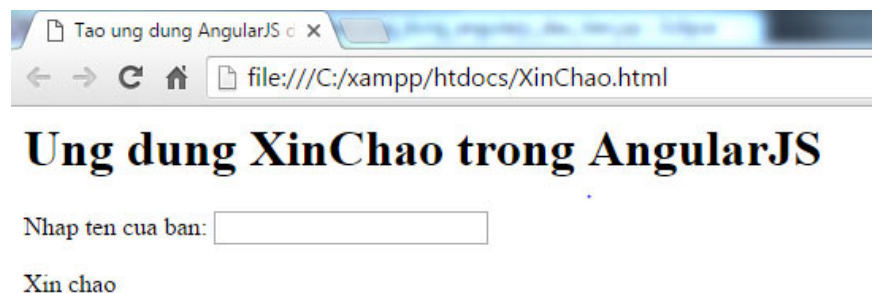 Tao ung dung AngularJS d
file:///C:/xampp/htdocs/XinChao.html
Ung dung XinChao trong AngularJS
Nhap ten cua ban:
Xin chao